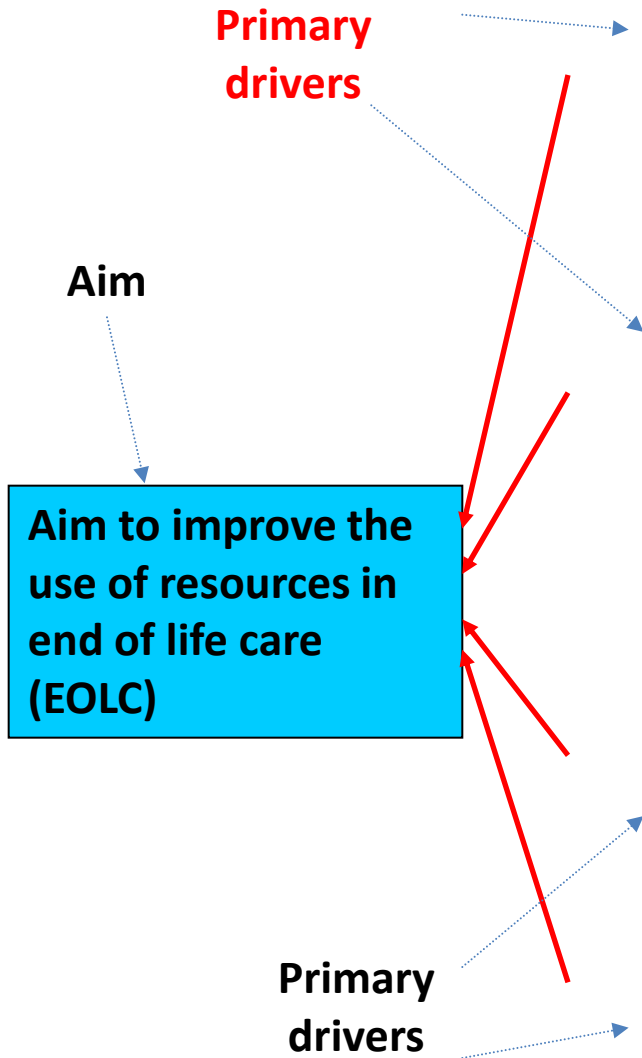 Primary
drivers
Aim
Aim to improve the
use of resources in
end of life care
(EOLC)
Primary
drivers